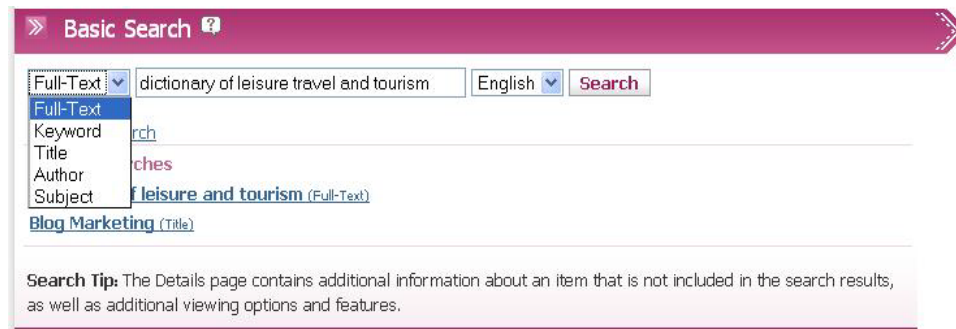 Basic Search ?
Full-Text dictionary of leisure travel and tourism English Search
Full-Text
Keyword
rch
Title
ches
Author
Subject
f leisure and tourism (Full-Text)
Blog Marketing (Title)
Search Tip: The Details page contains additional information about an item that is not included in the search results,
as well as additional viewing options and features.